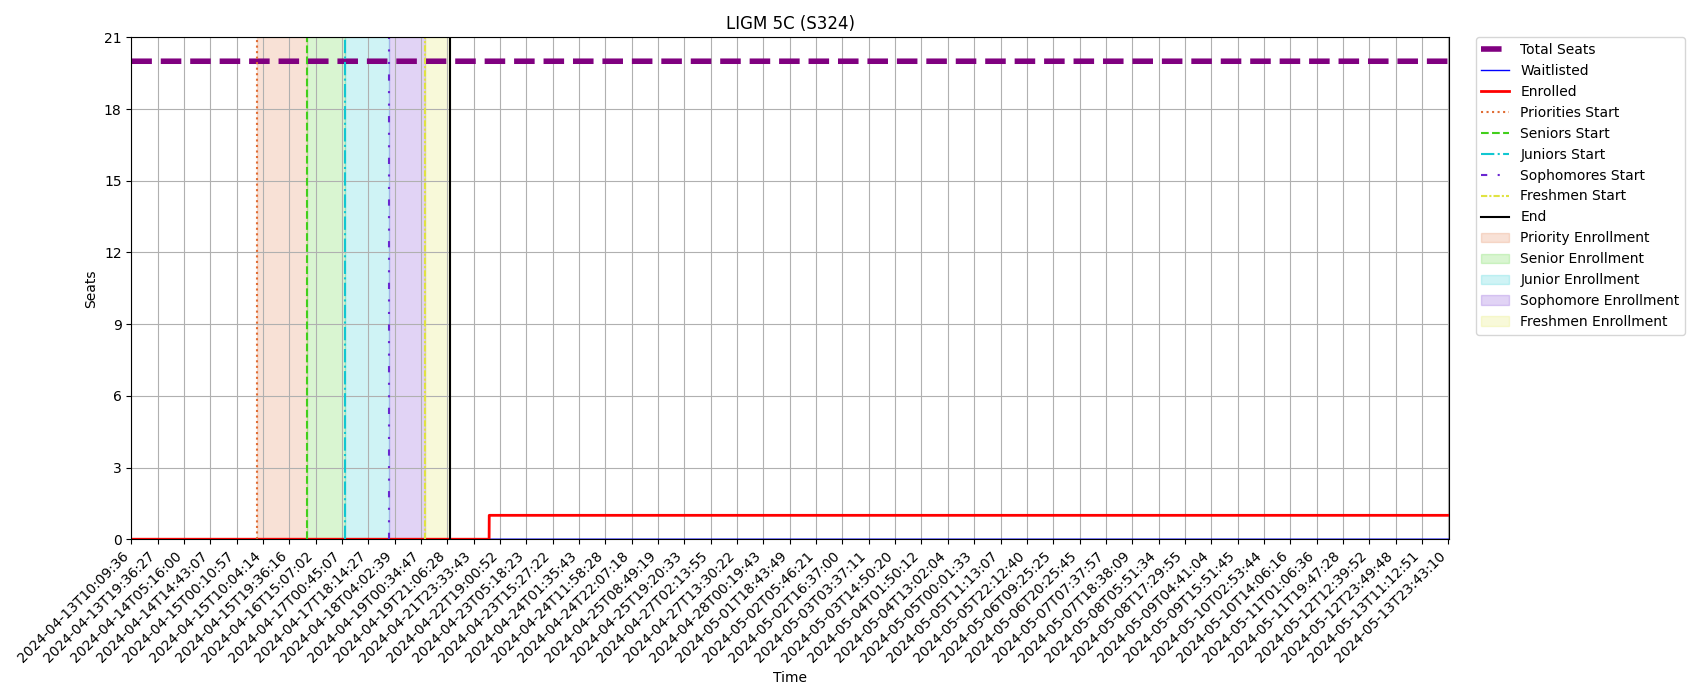 LIGM 5C (S324)
21
18
15
12
9
6
3
0
Seats
2024-04-13T10:09:36
2024-04-13T19:36:27
2024-04-14T05:16:00
2024-04-14T14:43:07
2024-04-15T00:10:57
2024-04-15T10:04:14
2024-04-15T19:36:16
2024-04-16T15:07:02
2024-04-17T00:45:07
2024-04-17T18:14:27
2024-04-18T04:02:39
2024-04-19T00:34:47
2024-04-19T21:06:28
2024-04-21T23:33:43
2024-04-22T19:00:52
2024-04-23T05:18:23
2024-04-23T15:27:22
2024-04-24T01:35:43
2024-04-24T11:58:28
2024-04-24T22:07:18
2024-04-25T08:49:19
2024-04-25T19:20:33
2024-04-27T02:13:55
2024-04-27T13:30:22
2024-04-28T00:19:43
2024-05-01T18:43:49
2024-05-02T05:46:21
2024-05-02T16:37:00
2024-05-03T03:37:11
2024-05-03T14:50:20
2024-05-04T01:50:12
2024-05-04T13:02:04
2024-05-05T00:01:33
2024-05-05T11:13:07
2024-05-05T22:12:40
2024-05-06T09:25:25
2024-05-06T20:25:45
2024-05-07T07:37:57
2024-05-07T18:38:09
2024-05-08T05:51:34
2024-05-08T17:29:55
2024-05-09T04:41:04
2024-05-09T15:51:45
2024-05-10T02:53:44
2024-05-10T14:06:16
2024-05-11T01:06:36
2024-05-11T19:47:28
2024-05-12T12:39:52
2024-05-12T23:49:48
2024-05-13T11:12:51
2024-05-13T23:43:10
Time
Total Seats
Waitlisted
Enrolled
Priorities Start
Seniors Start
Juniors Start
Sophomores Start
Freshmen Start
End
Priority Enrollment
Senior Enrollment
Junior Enrollment
Sophomore Enrollment
Freshmen Enrollment